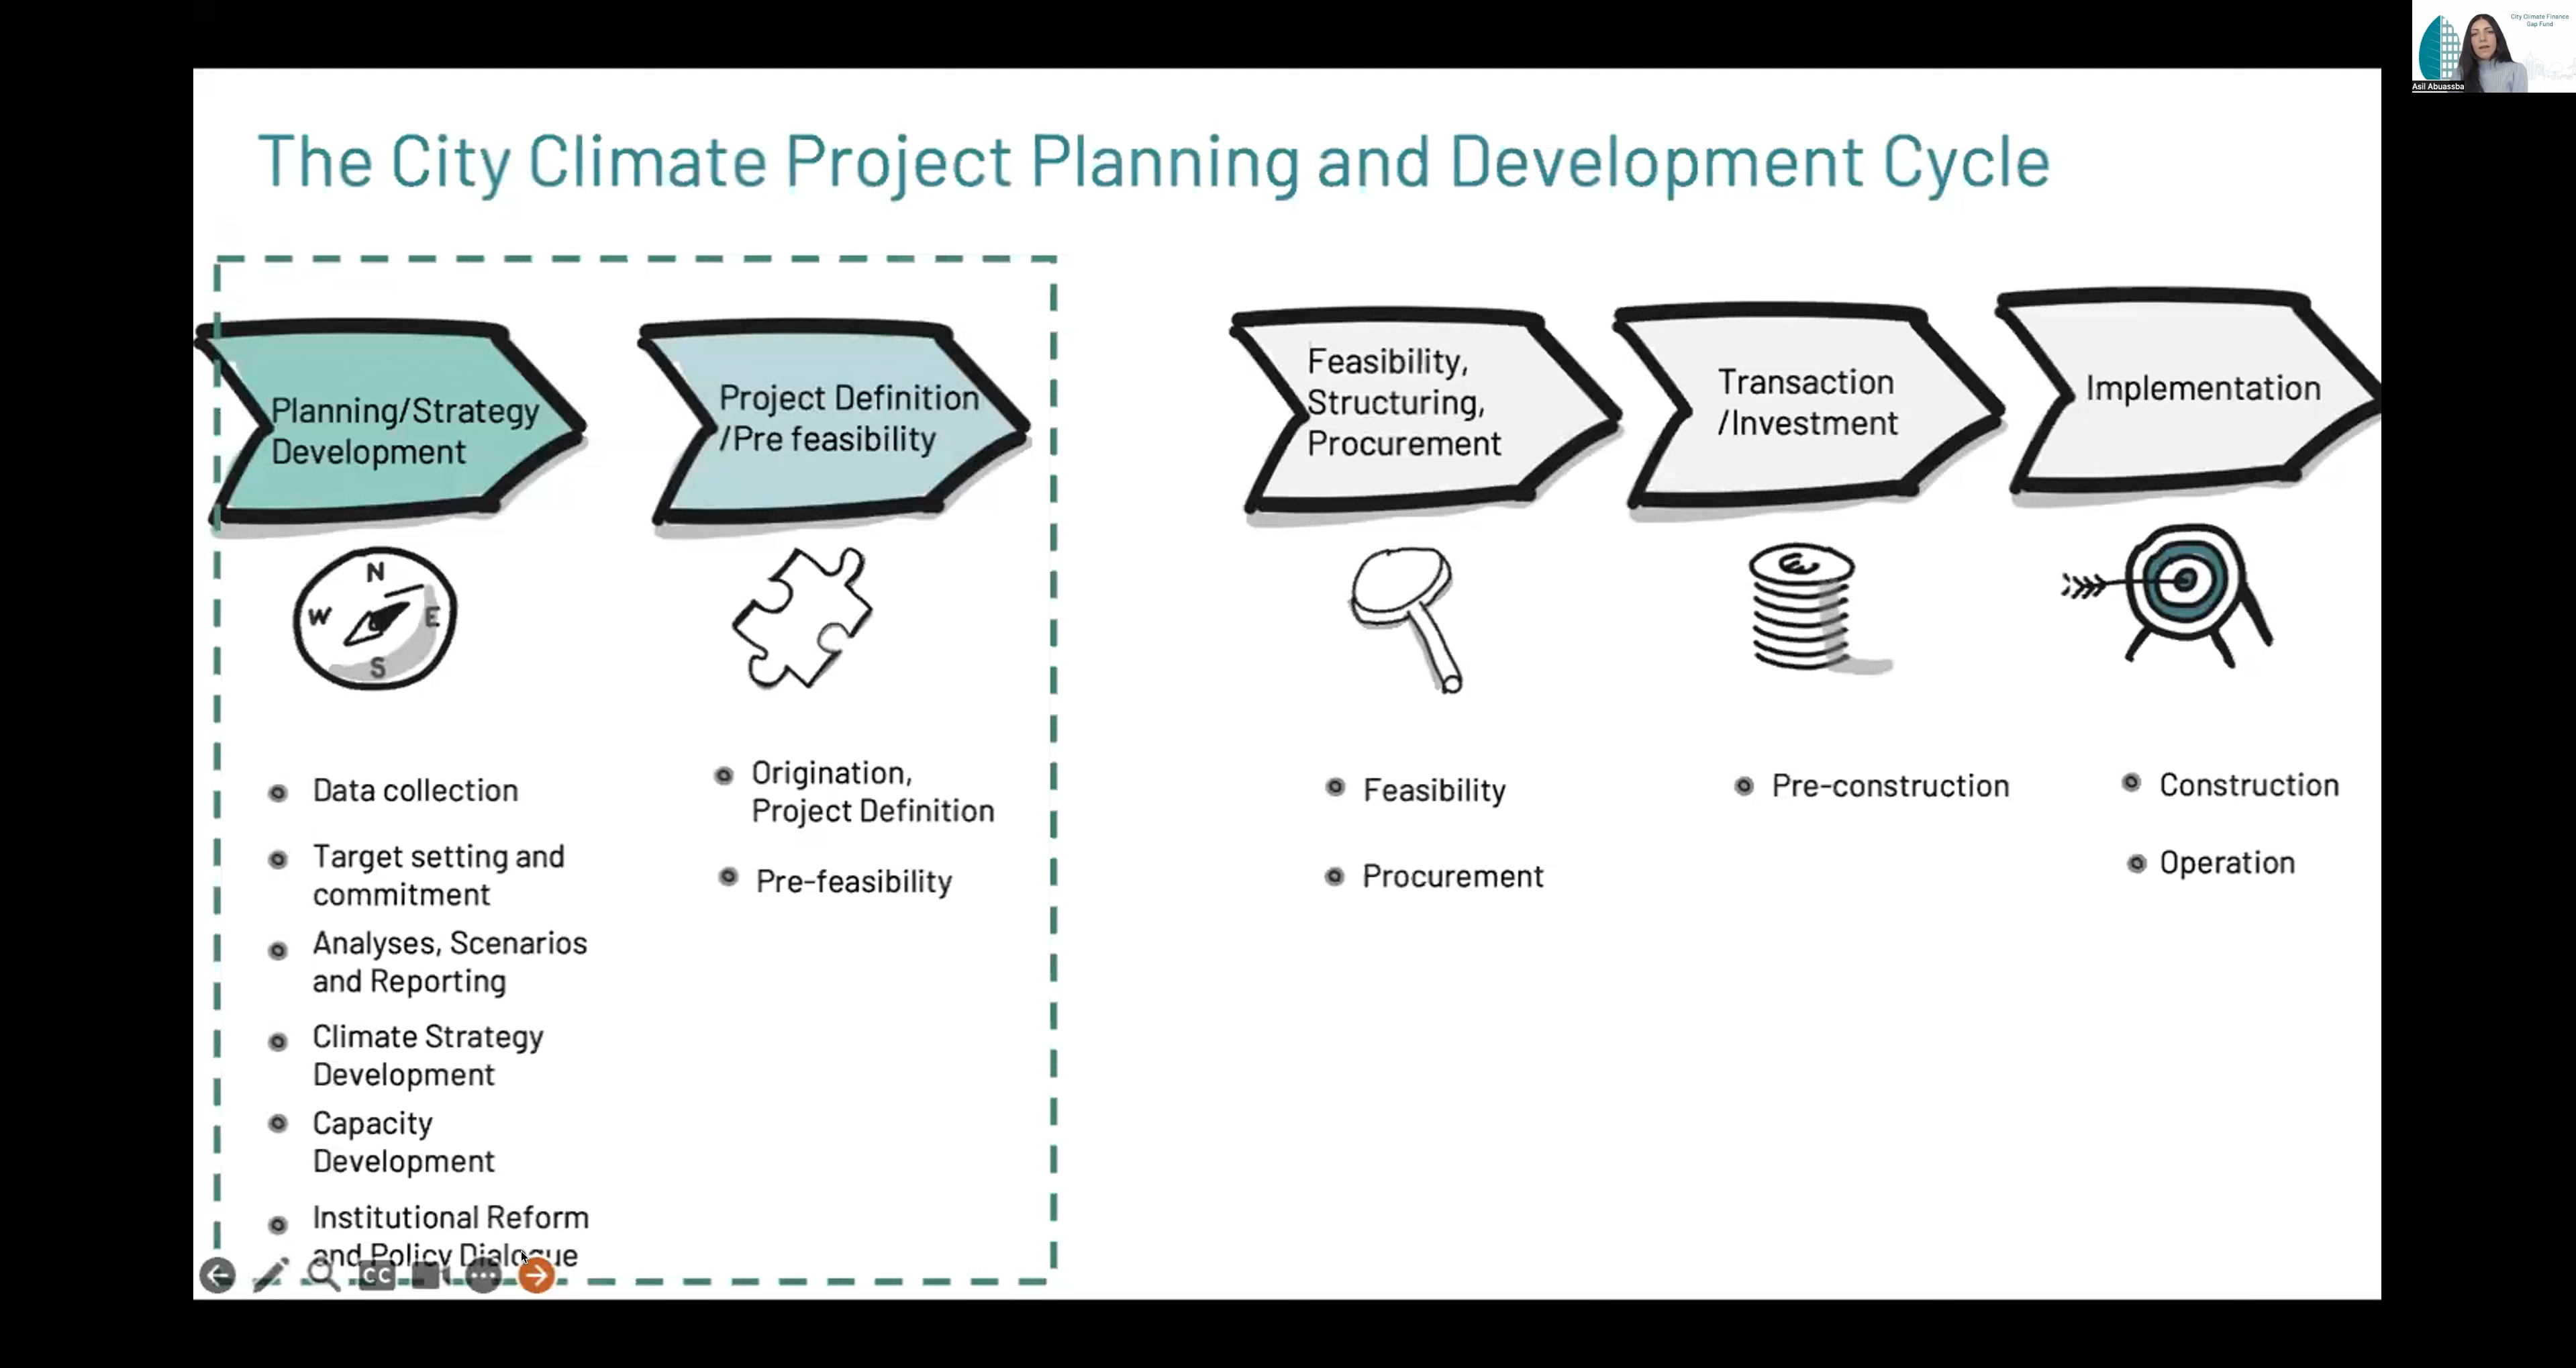 City Climate Finance
Gap Fund
Asil Abuassba
The City Climate Project Planning and Development Cycle
Planning/Strategy
Development
Project Definition
/Pre feasibility
Feasibility,
Structuring,
Procurement
Transaction
/Investment
Implementation
N
W
E
S
€
Data collection
Target setting and
commitment
Analyses, Scenarios
and Reporting
Climate Strategy
Development
Capacity
Development
Institutional Reform
and Policy Dialogue
Origination,
Project Definition
Pre-feasibility
Feasibility
Procurement
Pre-construction
Construction
Operation
CC